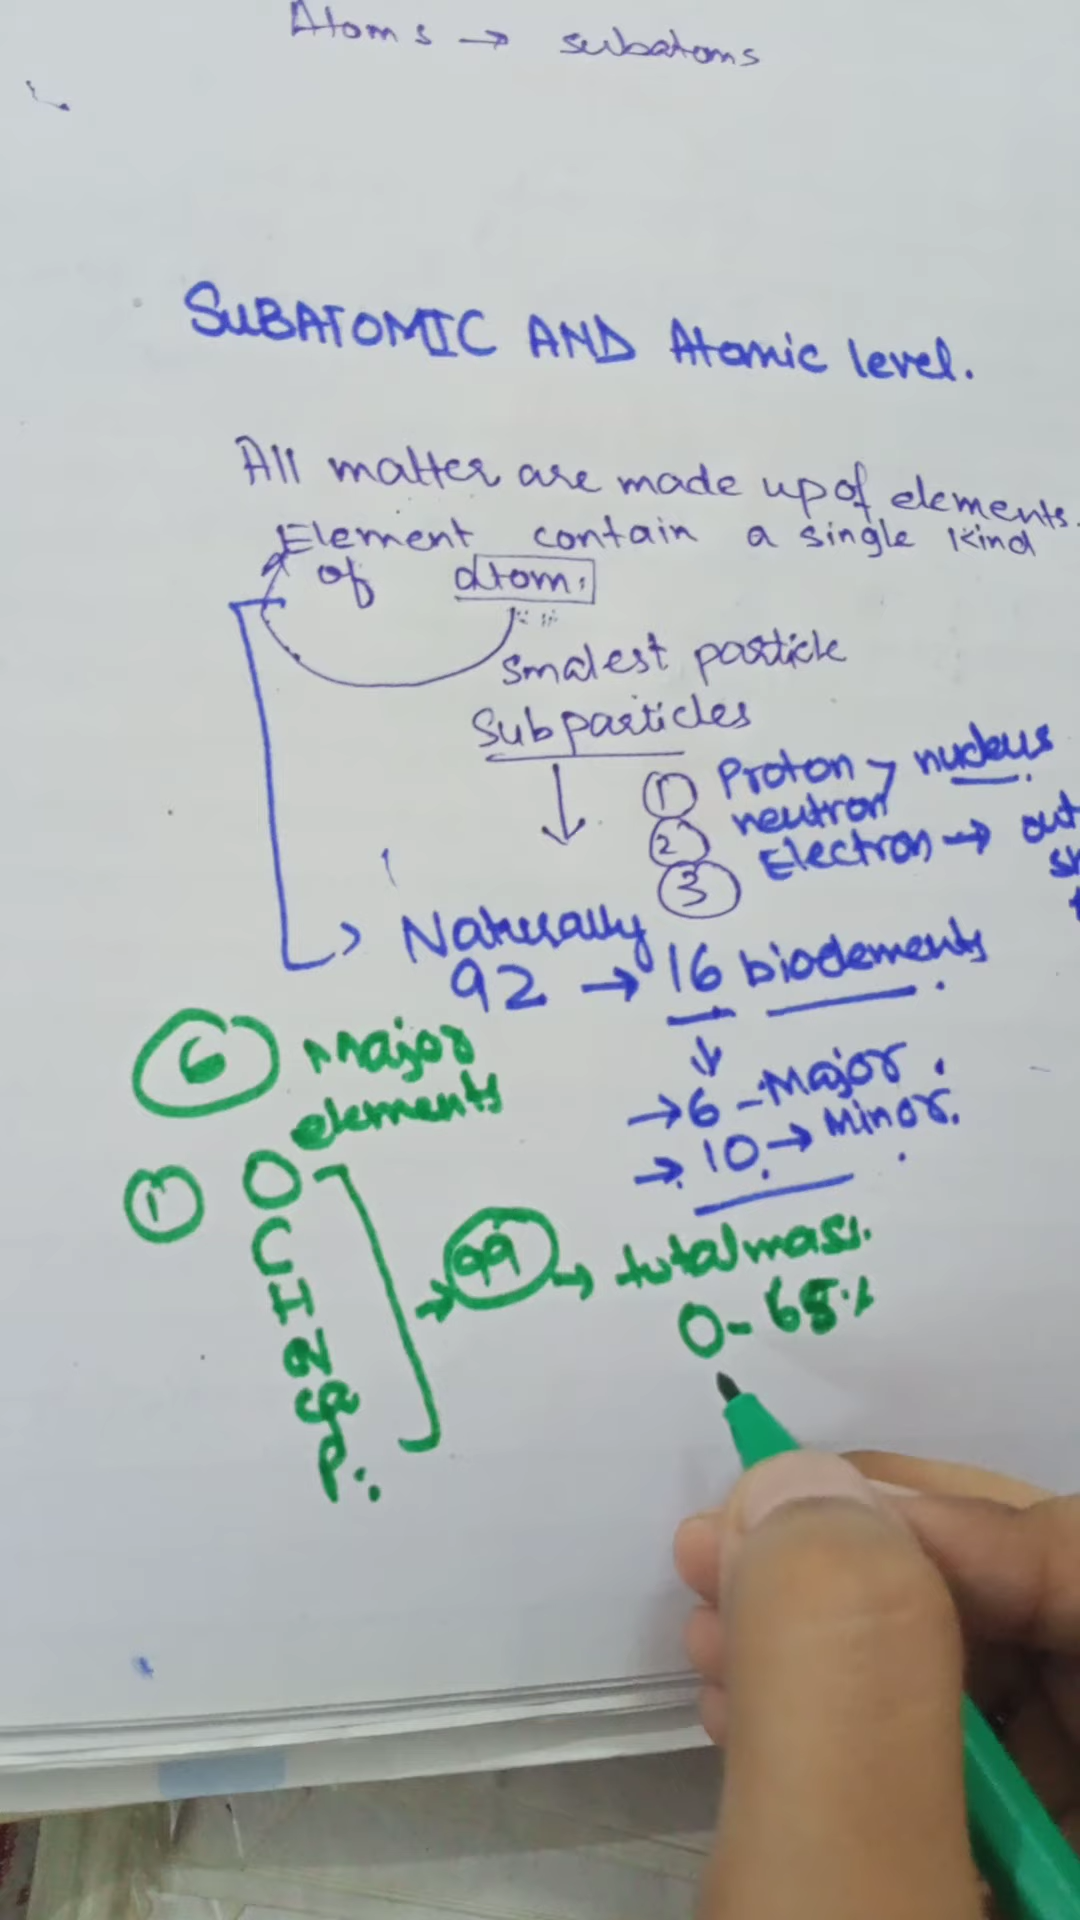 Atoms → subatoms
SUBATOMIC AND Atomic level.
All matter are made up of elements.
Element contain a single kind
of atom.
Smalest particle
Subparticles
① Proton nucleus
② neutron
③ Electron → out
Naturally
92 → 16 bioelements
→ 6 - Major.
→ 10 → Minor.
6 Major
elements
① O
C
H
N
P.
99 → total mass.
O - 65%